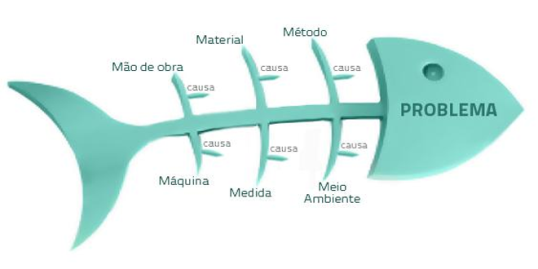 Método
Material
Mão de obra
causa
causa
causa
PROBLEMA
causa
causa
causa
Máquina
Medida
Meio
Ambiente